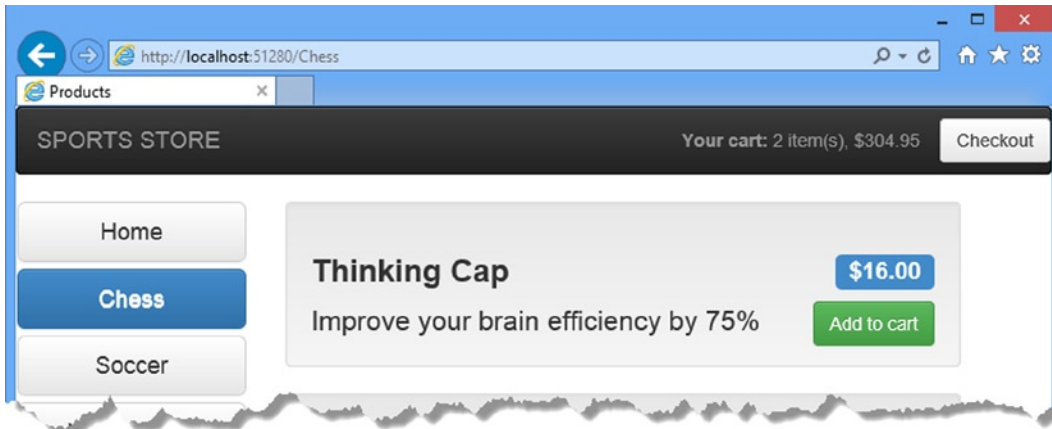 http://localhost:51280/Chess
Products
SPORTS STORE
Your cart: 2 item(s), $304.95
Checkout
Home
Chess
Soccer
Thinking Cap
$16.00
Improve your brain efficiency by 75%
Add to cart